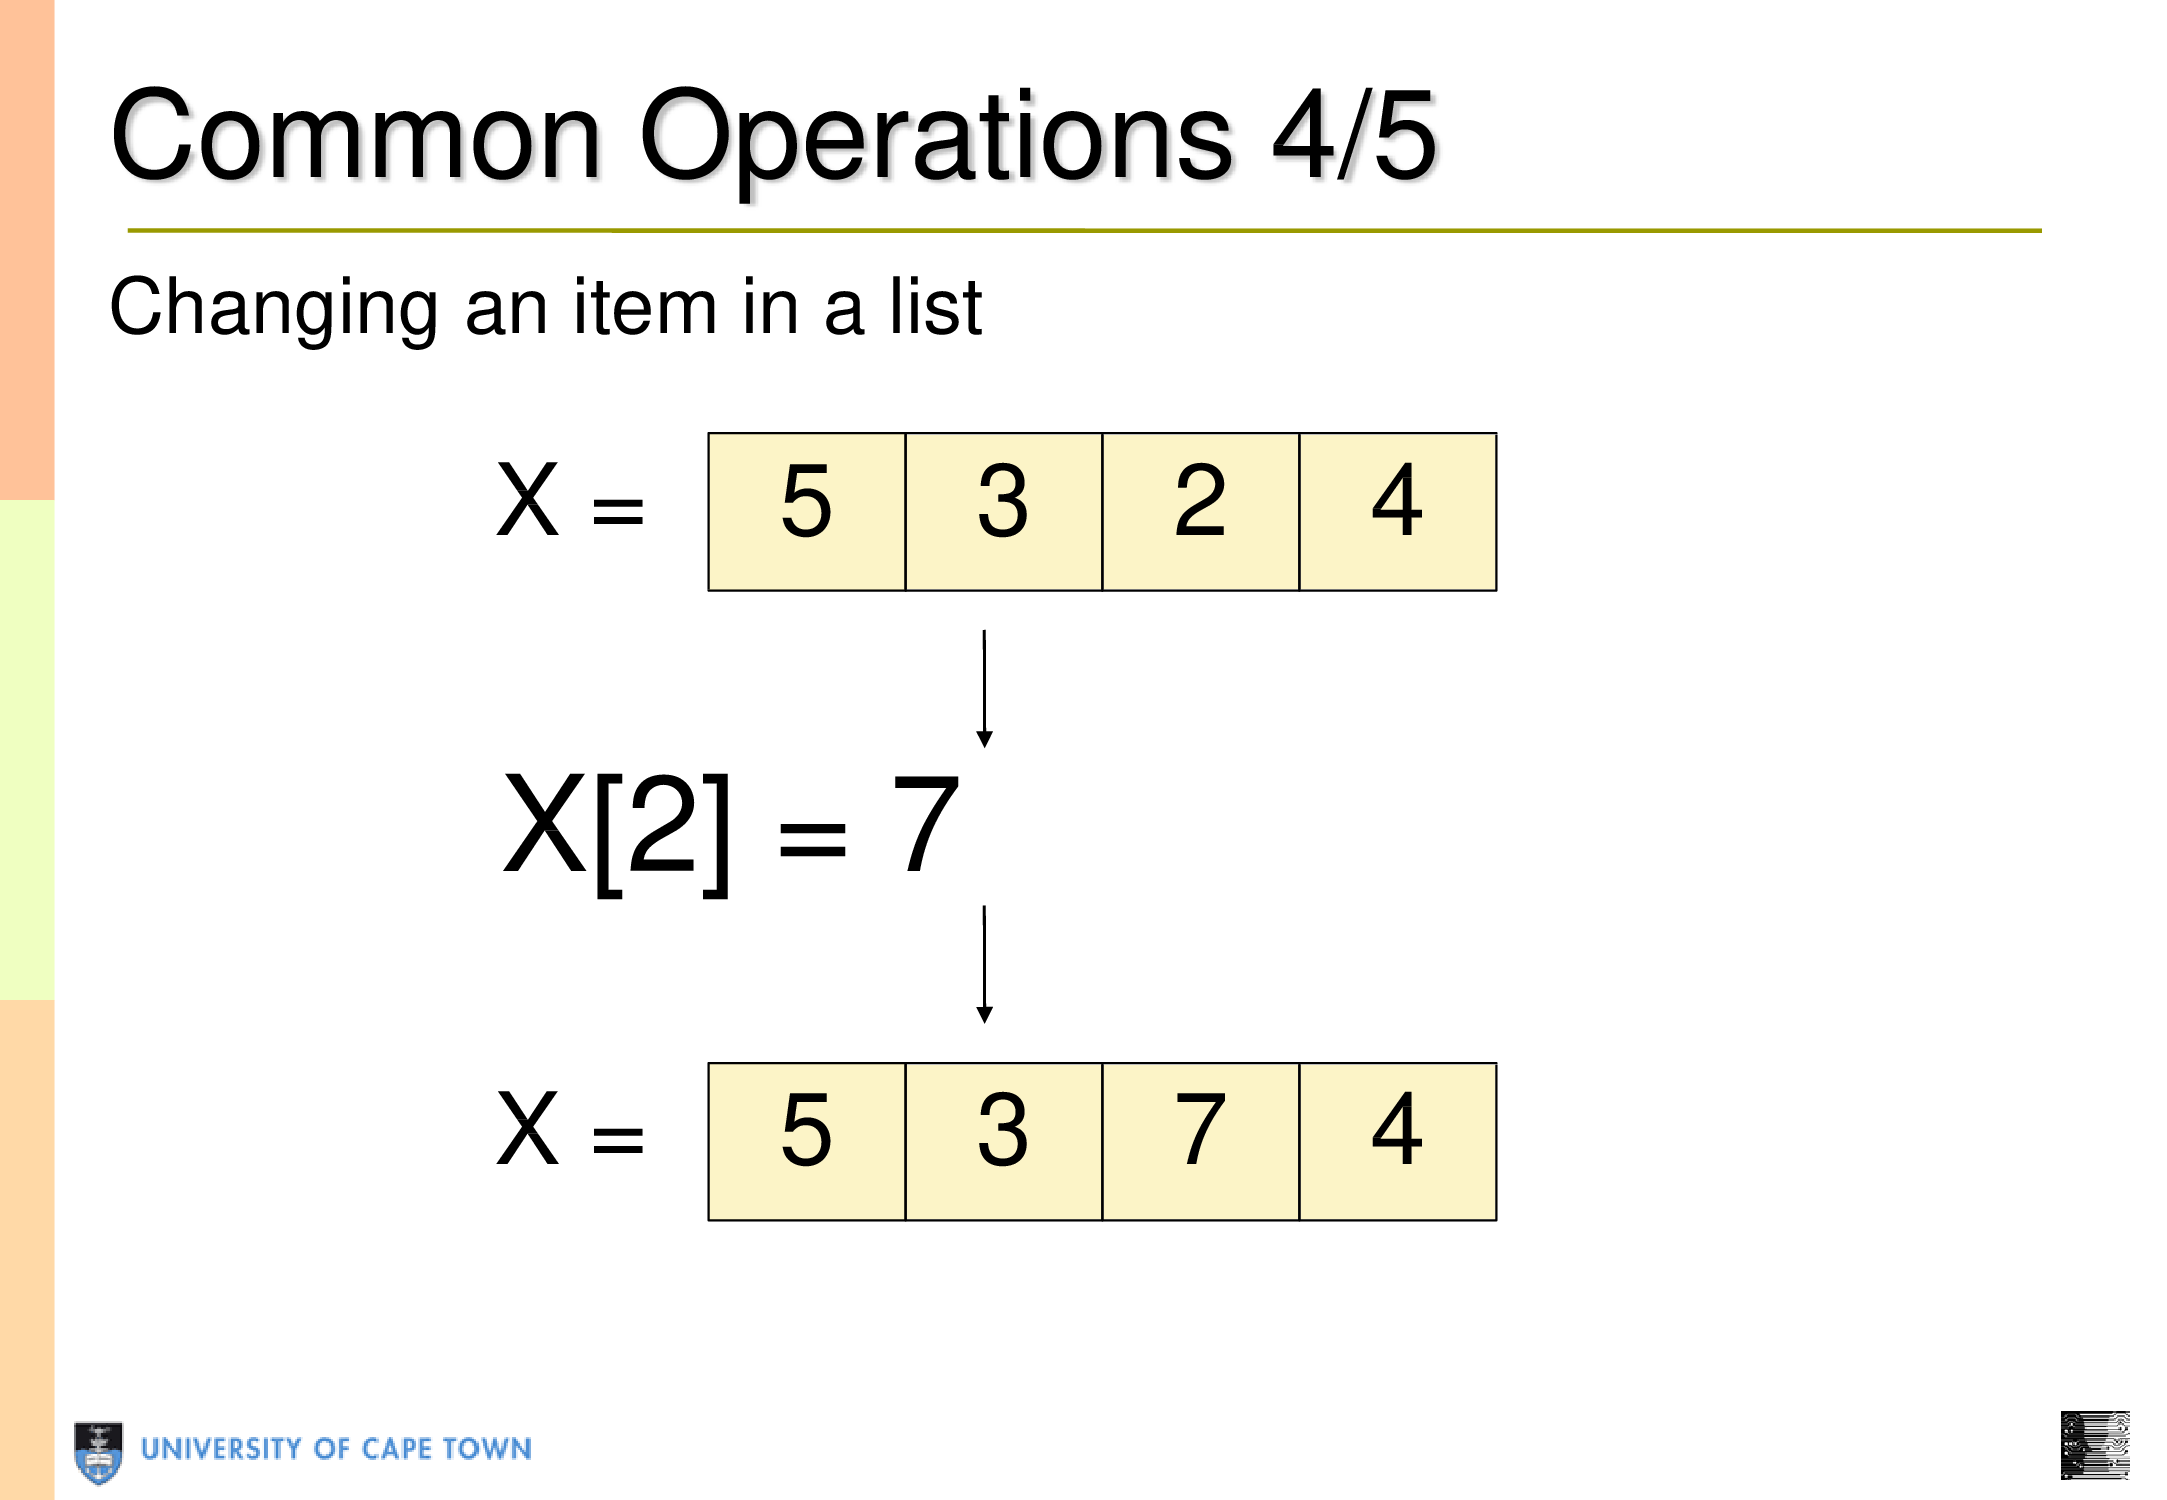 Common Operations 4/5
Changing an item in a list
X = 5 3 2 4
X[2] = 7
X = 5 3 7 4
UNIVERSITY OF CAPE TOWN